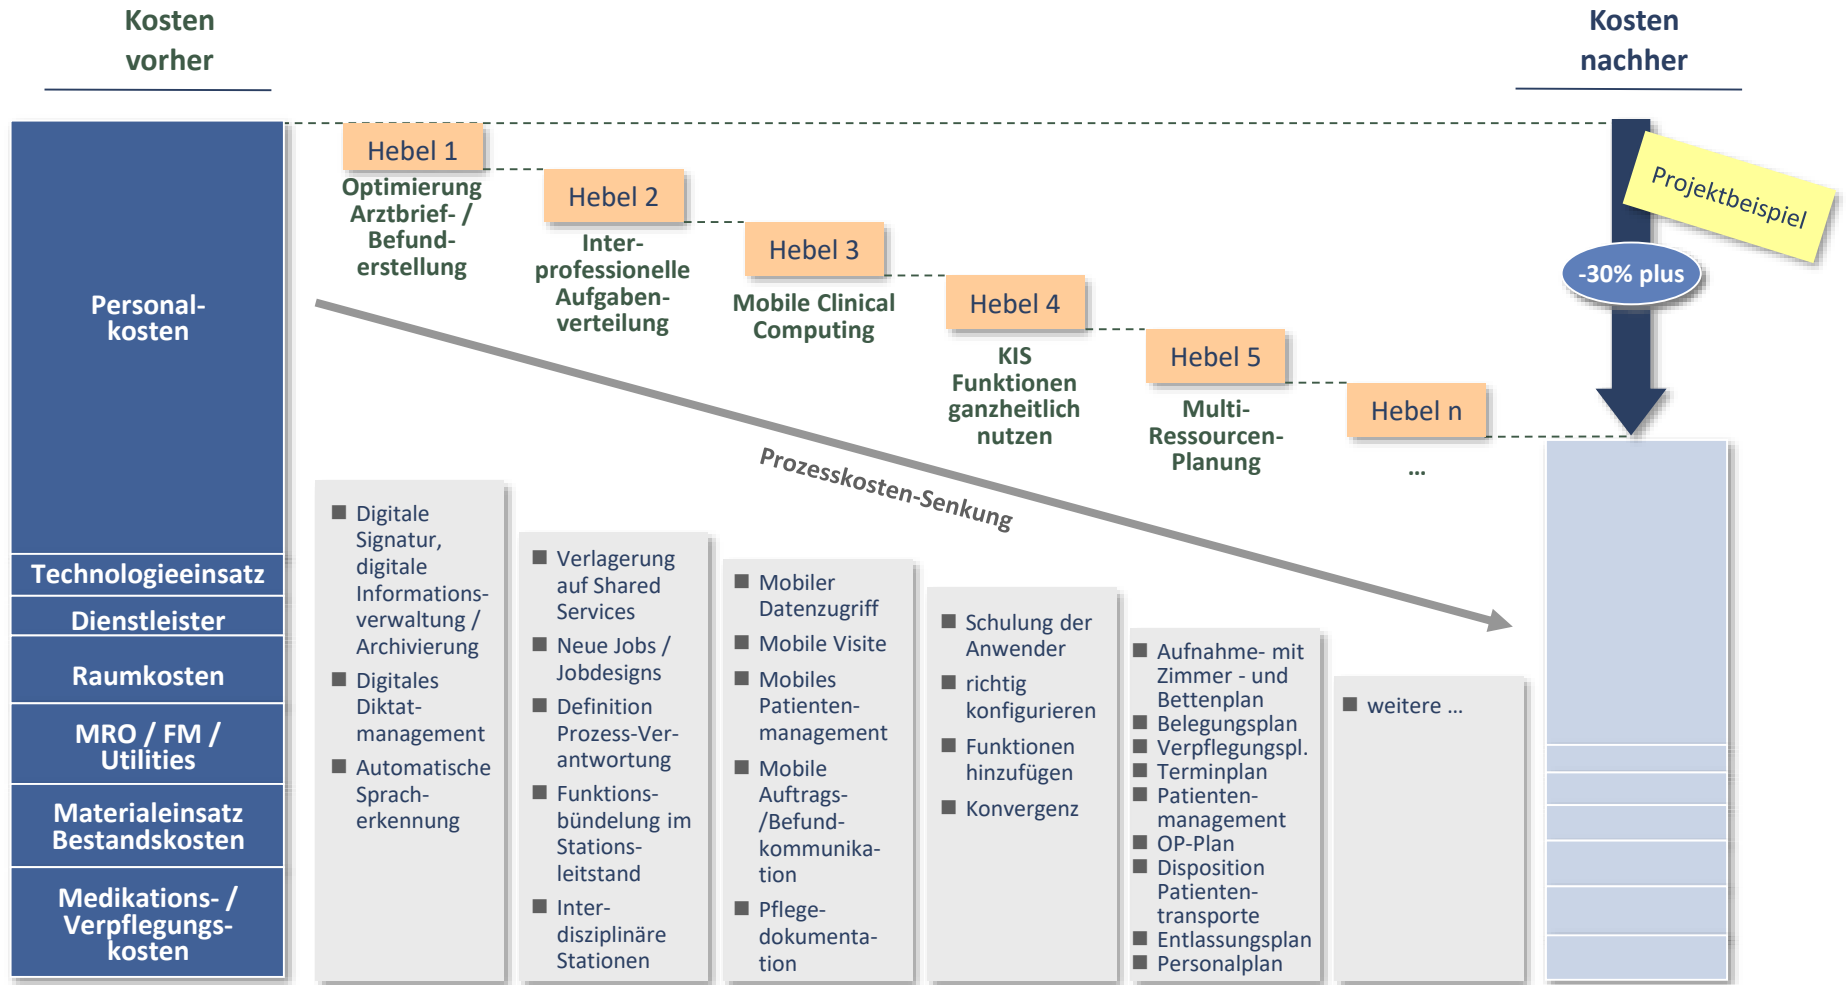 Kosten
vorher
Kosten
nachher
Personal-
kosten
Technologieeinsatz
Dienstleister
Raumkosten
MRO / FM /
Utilities
Materialeinsatz
Bestandskosten
Medikations- /
Verpflegungs-
kosten
Hebel 1
Optimierung
Arztbrief- /
Befund-
erstellung
Hebel 2
Inter-
professionelle
Aufgaben-
verteilung
Hebel 3
Mobile Clinical
Computing
Hebel 4
KIS
Funktionen
ganzheitlich
nutzen
Hebel 5
Multi-
Ressourcen-
Planung
Hebel n
...
Projektbeispiel
-30% plus
Prozesskosten-Senkung
■ Digitale
Signatur,
digitale
Informations-
verwaltung /
Archivierung
■ Digitales
Diktat-
management
■ Automatische
Sprach-
erkennung
■ Verlagerung
auf Shared
Services
■ Neue Jobs /
Jobdesigns
■ Definition
Prozess-Ver-
antwortung
■ Funktions-
bündelung im
Stations-
leitstand
■ Inter-
disziplinäre
Stationen
■ Mobiler
Datenzugriff
■ Mobile Visite
■ Mobiles
Patienten-
management
■ Mobile
Auftrags-
/Befund-
kommunika-
tion
■ Pflege-
dokumenta-
tion
■ Schulung der
Anwender
■ richtig
konfigurieren
■ Funktionen
hinzufügen
■ Konvergenz
■ Aufnahme- mit
Zimmer - und
Bettenplan
■ Belegungsplan
■ Verpflegungspl.
■ Terminplan
■ Patienten-
management
■ OP-Plan
■ Disposition
Patienten-
transporte
■ Entlassungsplan
■ Personalplan
■ weitere ...